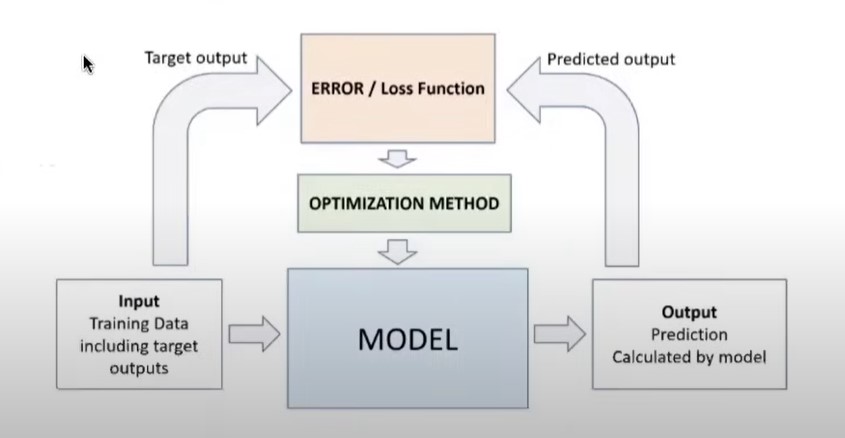 Target output
Predicted output
ERROR / Loss Function
OPTIMIZATION METHOD
Input
Training Data
including target
outputs
MODEL
Output
Prediction
Calculated by model